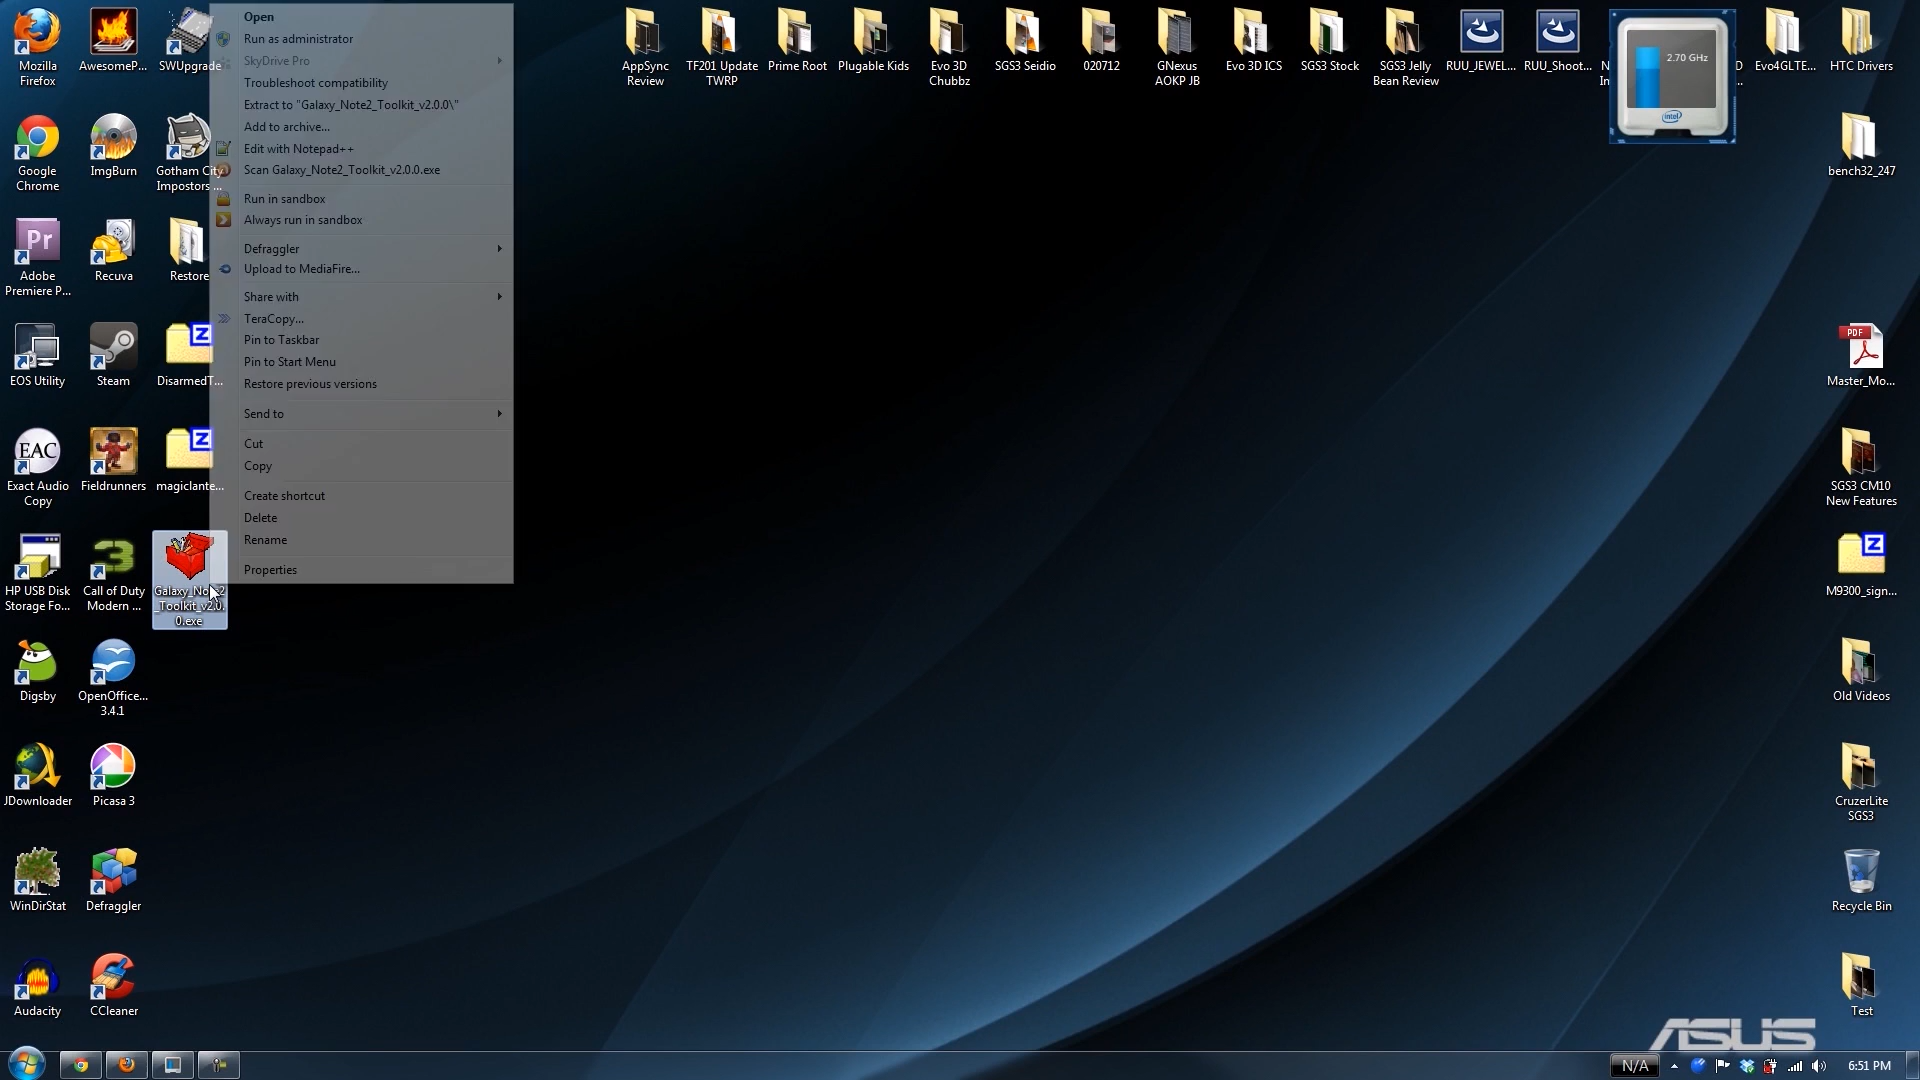 Mozilla
Firefox
AwesomeP...
SWUpgrade
Google
Chrome
ImgBurn
Gotham City
Impostors ...
Pr
Adobe
Premiere P...
Recuva
Restore
EOS Utility
Steam
Z
DisarmedT...
EAC
Exact Audio
Copy
Fieldrunners
Z
magiclante...
HP USB Disk
Storage Fo...
3
Call of Duty
Modern ...
Galaxy_Note2
_Toolkit_v2.0.
0.exe
Digsby
OpenOffice...
3.4.1
JDownloader
Picasa 3
WinDirStat
Defraggler
Audacity
CCleaner
Open
Run as administrator
SkyDrive Pro
Troubleshoot compatibility
Extract to "Galaxy_Note2_Toolkit_v2.0.0\"
Add to archive...
Edit with Notepad++
Scan Galaxy_Note2_Toolkit_v2.0.0.exe
Run in sandbox
Always run in sandbox
Defraggler
Upload to MediaFire...
Share with
TeraCopy...
Pin to Taskbar
Pin to Start Menu
Restore previous versions
Send to
Cut
Copy
Create shortcut
Delete
Rename
Properties
AppSync
Review
TF201 Update
TWRP
Prime Root
Plugable Kids
Evo 3D
Chubbz
SGS3 Seidio
020712
GNexus
AOKP JB
Evo 3D ICS
SGS3 Stock
SGS3 Jelly
Bean Review
RUU_JEWEL...
RUU_Shoot...
2.70 GHz
intel
Evo4GLTE...
HTC Drivers
bench32_247
PDF
Master_Mo...
SGS3 CM10
New Features
Z
M9300_sign...
Old Videos
CruzerLite
SGS3
Recycle Bin
Test
ASUS
N/A
6:51 PM